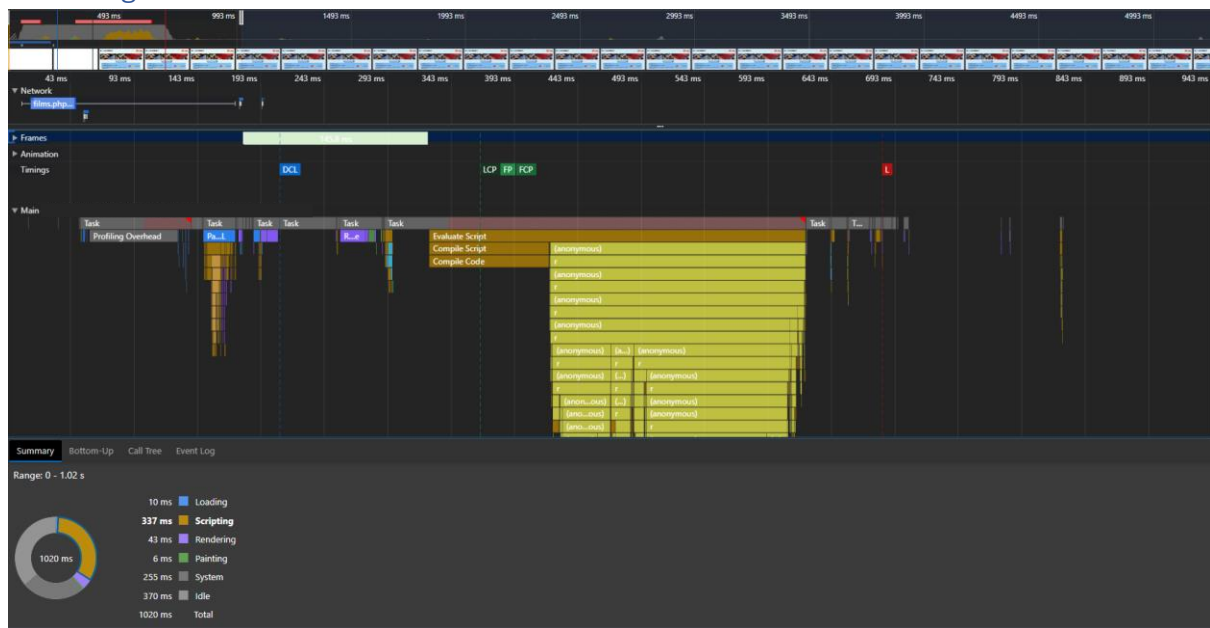 493 ms 993 ms 1493 ms 1993 ms 2493 ms 2993 ms 3493 ms 3993 ms 4493 ms 4993 ms
43 ms 93 ms 143 ms 193 ms 243 ms 293 ms 343 ms 393 ms 443 ms 493 ms 543 ms 593 ms 643 ms 693 ms 743 ms 793 ms 843 ms 893 ms 943 ms
Network
films.php...
Frames
Animation
Timings DCL LCP FP FCP L
Main
Task Task Task Task Task Task Task T...
Profiling Overhead Pa...L R...e Evaluate Script
Compile Script (anonymous)
Compile Code r
(anonymous)
r
(anonymous)
r
(anonymous)
r
(anonymous) (a...) (anonymous)
r r r
(anonymous) (...) (anonymous)
r r r
(anon...ous) (...) (anonymous)
(ano...ous) r (anonymous)
(ano...ous) r
Summary Bottom-Up Call Tree Event Log
Range: 0 - 1.02 s
10 ms Loading
337 ms Scripting
43 ms Rendering
1020 ms 6 ms Painting
255 ms System
370 ms Idle
1020 ms Total